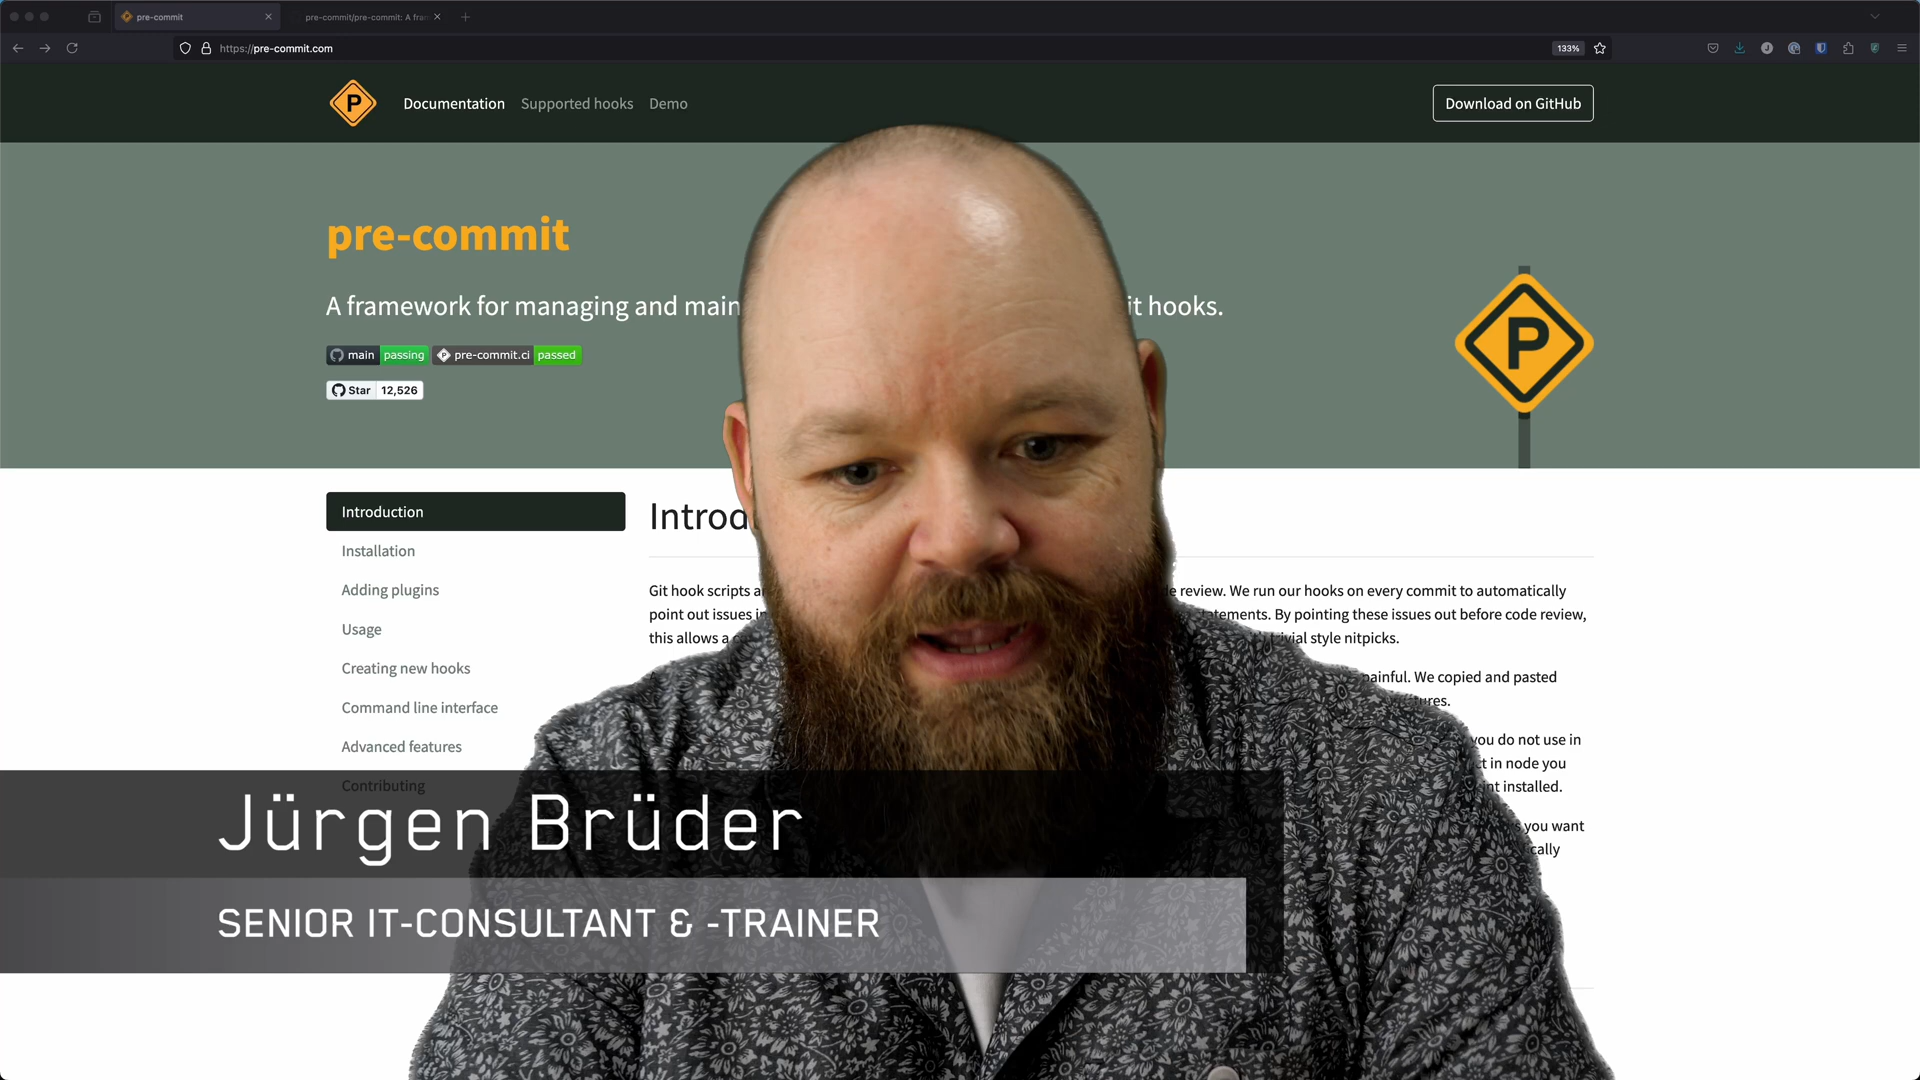 pre-commit
pre-commit/pre-commit: A fra
https://pre-commit.com
133%
P
Documentation Supported hooks Demo
Download on GitHub
pre-commit
A framework for managing and main
it hooks.
P
main passing pre-commit.ci passed
Star 12,526
Introduction
Installation
Adding plugins
Usage
Creating new hooks
Command line interface
Advanced features
Contributing
Introd
Git hook scripts a
review. We run our hooks on every commit to automatically
point out issues in
By pointing these issues out before code review,
this allows a
style nitpicks.
painful. We copied and pasted
you do not use in
in node you
installed.
you want
Jürgen Brüder
SENIOR IT-CONSULTANT & -TRAINER